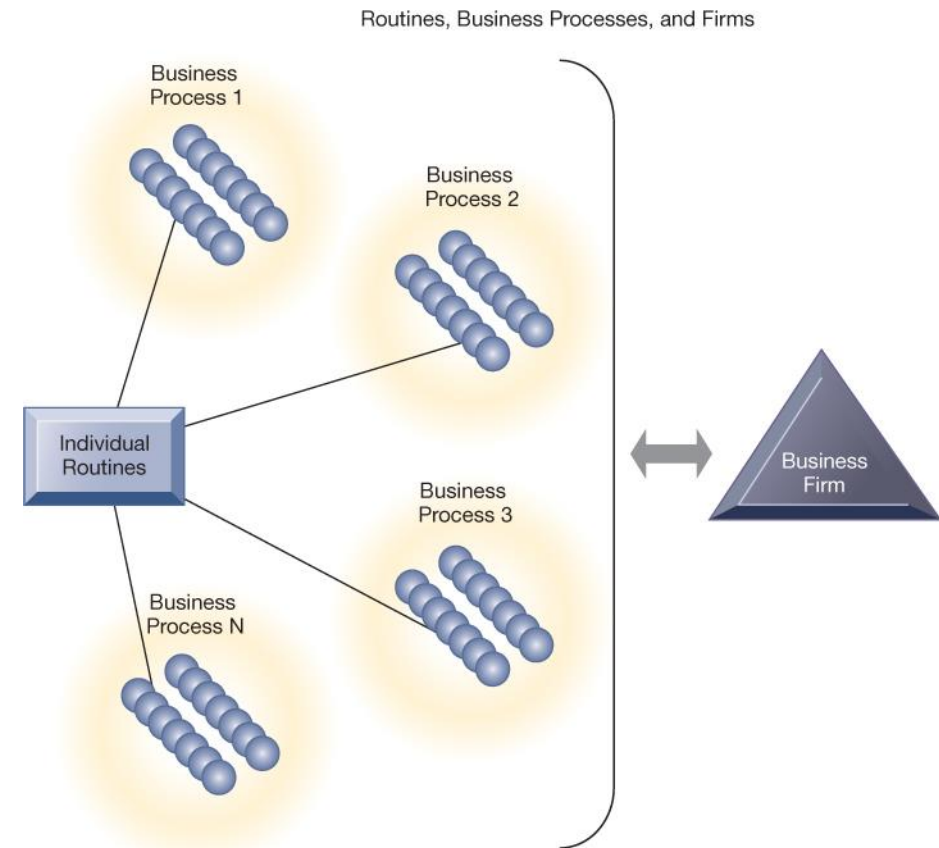 Routines, Business Processes, and Firms
Business
Process 1
Business
Process 2
Individual
Routines
Business
Firm
Business
Process 3
Business
Process N